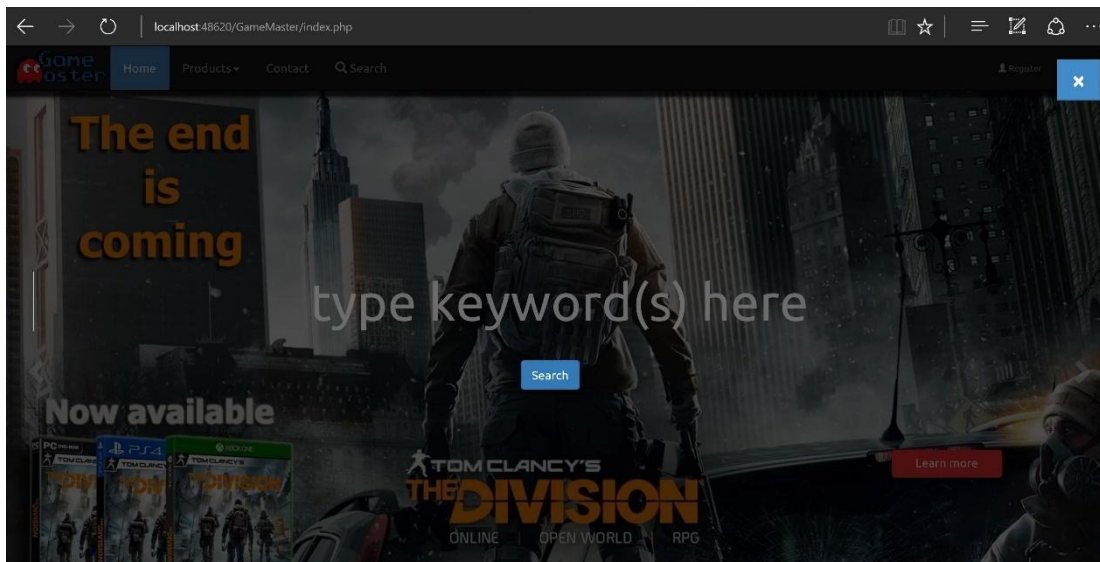 localhost:48620/GameMaster/index.php
Game
Master
Home Products Contact Search Register
The end
is
coming
type keyword(s) here
Search
Now available
PC PS4 XBOX ONE
TOM CLANCY'S
Learn more
TOM CLANCY'S
THE DIVISION
ONLINE | OPEN WORLD | RPG